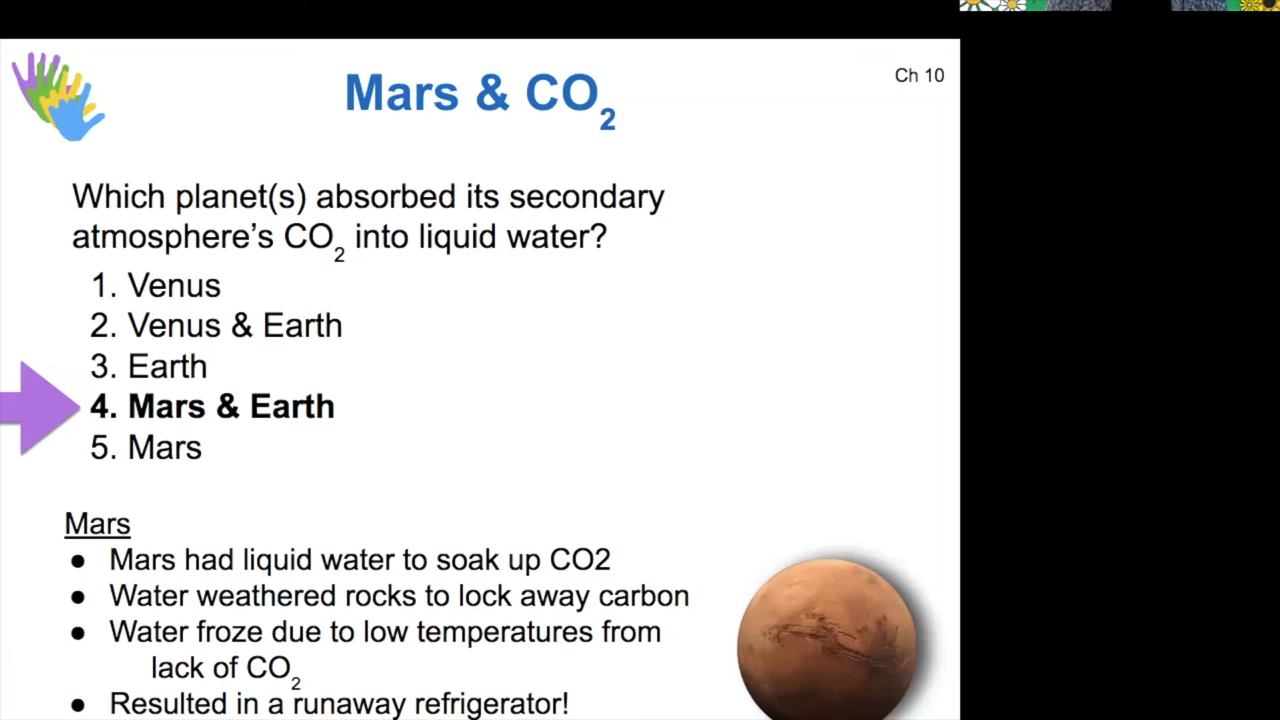 Mars & CO2
Ch 10
Which planet(s) absorbed its secondary
atmosphere's CO2 into liquid water?
1. Venus
2. Venus & Earth
3. Earth
4. Mars & Earth
5. Mars
Mars
● Mars had liquid water to soak up CO2
● Water weathered rocks to lock away carbon
● Water froze due to low temperatures from
lack of CO2
● Resulted in a runaway refrigerator!